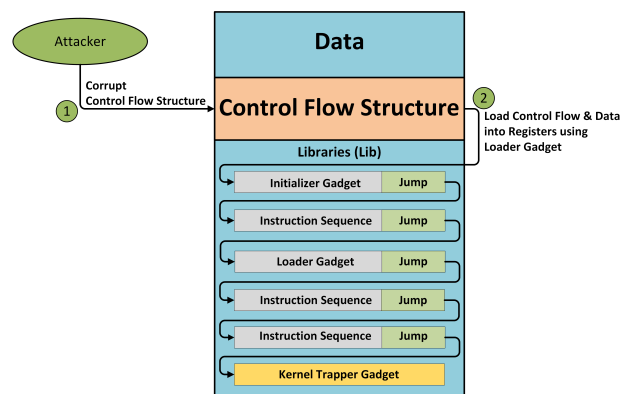 Attacker
Data
1
Corrupt
Control Flow Structure
Control Flow Structure
2
Load Control Flow & Data
into Registers using
Loader Gadget
Libraries (Lib)
Initializer Gadget Jump
Instruction Sequence Jump
Loader Gadget Jump
Instruction Sequence Jump
Instruction Sequence Jump
Kernel Trapper Gadget